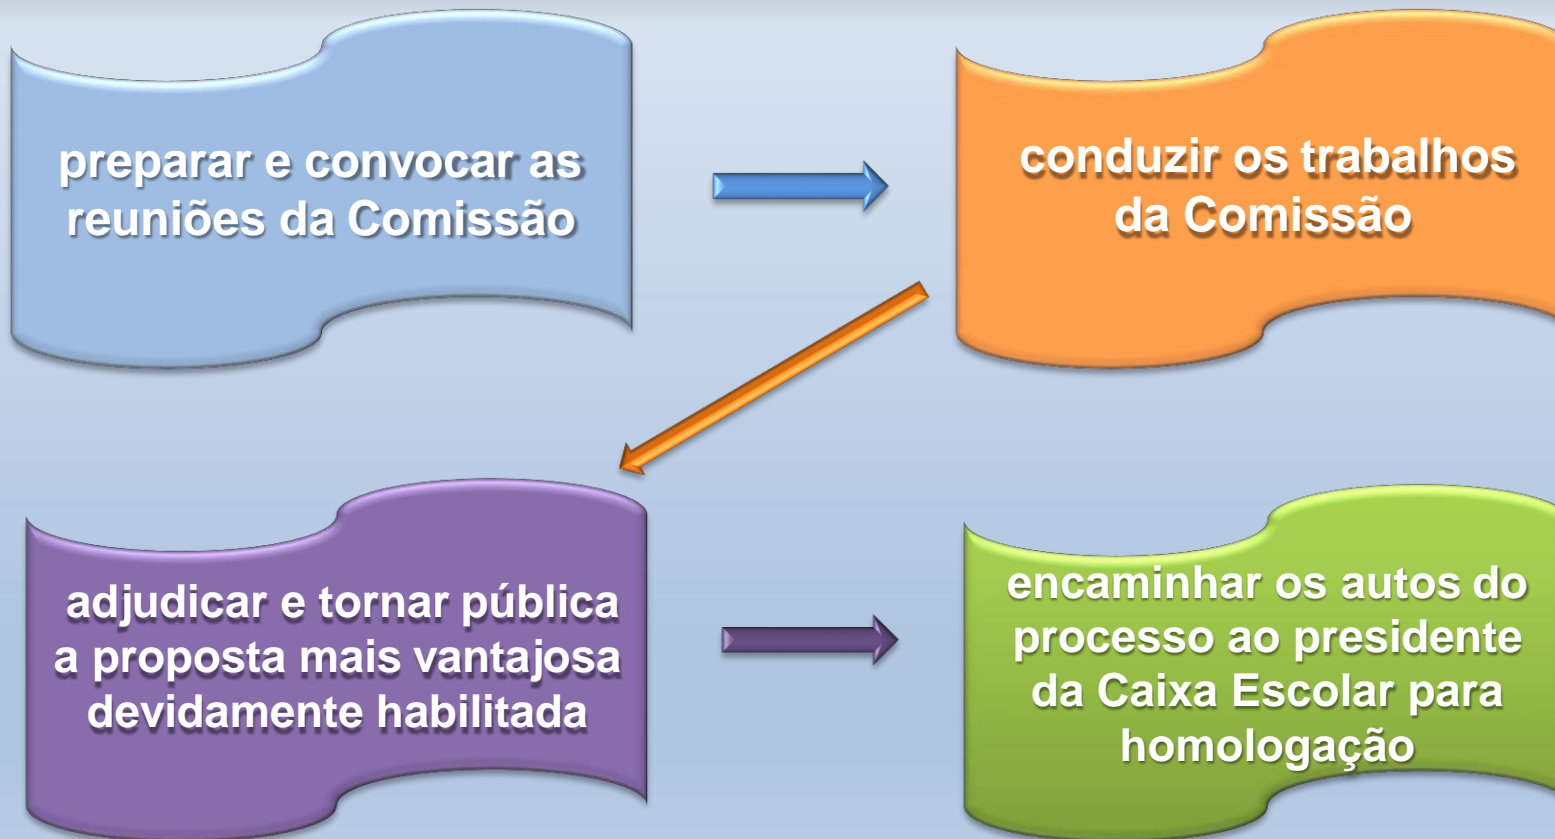 preparar e convocar as
reuniões da Comissão
conduzir os trabalhos
da Comissão
adjudicar e tornar pública
a proposta mais vantajosa
devidamente habilitada
encaminhar os autos do
processo ao presidente
da Caixa Escolar para
homologação